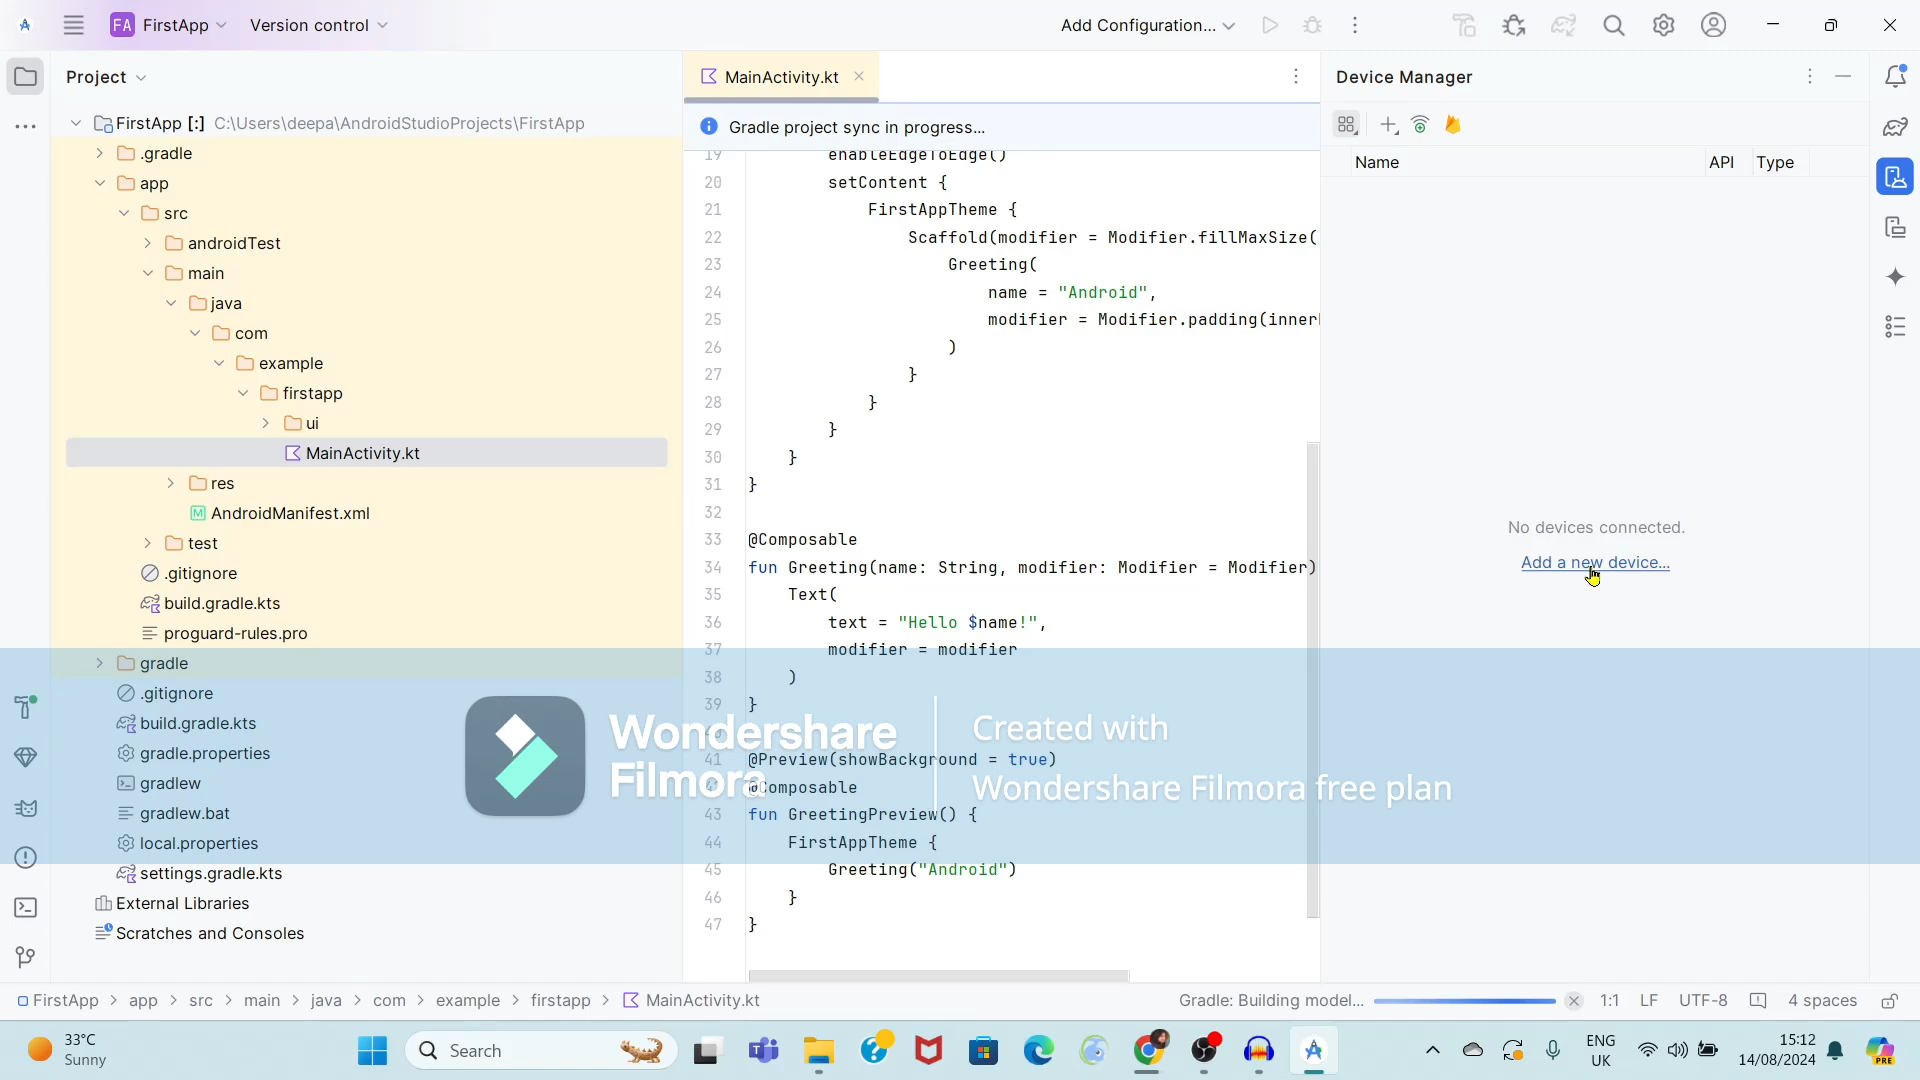 FA FirstApp Version control Add Configuration...
Project
MainActivity.kt
Device Manager
FirstApp [:] C:\Users\deepa\AndroidStudioProjects\FirstApp
.gradle
app
src
androidTest
main
java
com
example
firstapp
ui
MainActivity.kt
res
AndroidManifest.xml
test
.gitignore
build.gradle.kts
proguard-rules.pro
gradle
.gitignore
build.gradle.kts
gradle.properties
gradlew
gradlew.bat
local.properties
settings.gradle.kts
External Libraries
Scratches and Consoles
Gradle project sync in progress...
19 enableEdgeToEdge()
20 setContent {
21 FirstAppTheme {
22 Scaffold(modifier = Modifier.fillMaxSize(
23 Greeting(
24 name = "Android",
25 modifier = Modifier.padding(inner
26 )
27 }
28 }
29 }
30 }
31 }
32
33 @Composable
34 fun Greeting(name: String, modifier: Modifier = Modifier)
35 Text(
36 text = "Hello $name!",
37 modifier = modifier
38 )
39 }
41 @Preview(showBackground = true)
@Composable
43 fun GreetingPreview() {
44 FirstAppTheme {
45 Greeting("Android")
46 }
47 }
Name API Type
No devices connected.
Add a new device...
Wondershare
Filmora
Created with
Wondershare Filmora free plan
FirstApp > app > src > main > java > com > example > firstapp > MainActivity.kt
Gradle: Building model... 1:1 LF UTF-8 4 spaces
33°C
Sunny
Search
ENG
UK
15:12
14/08/2024
PRE